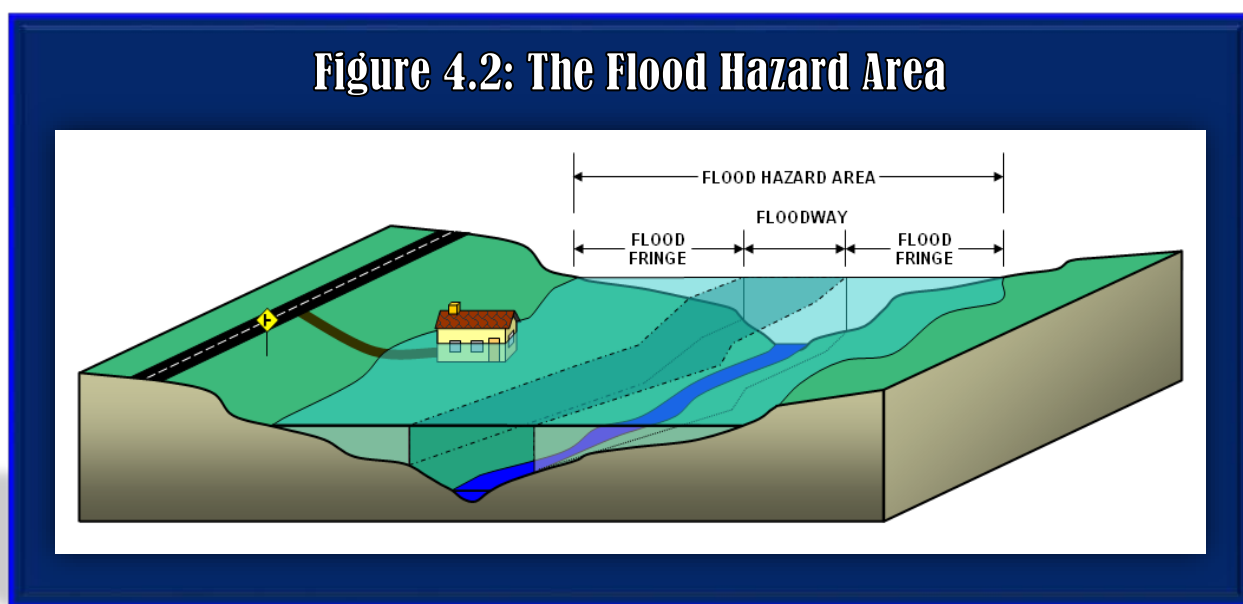 Figure 4.2: The Flood Hazard Area
FLOOD HAZARD AREA
FLOODWAY
FLOOD
FRINGE
FLOOD
FRINGE